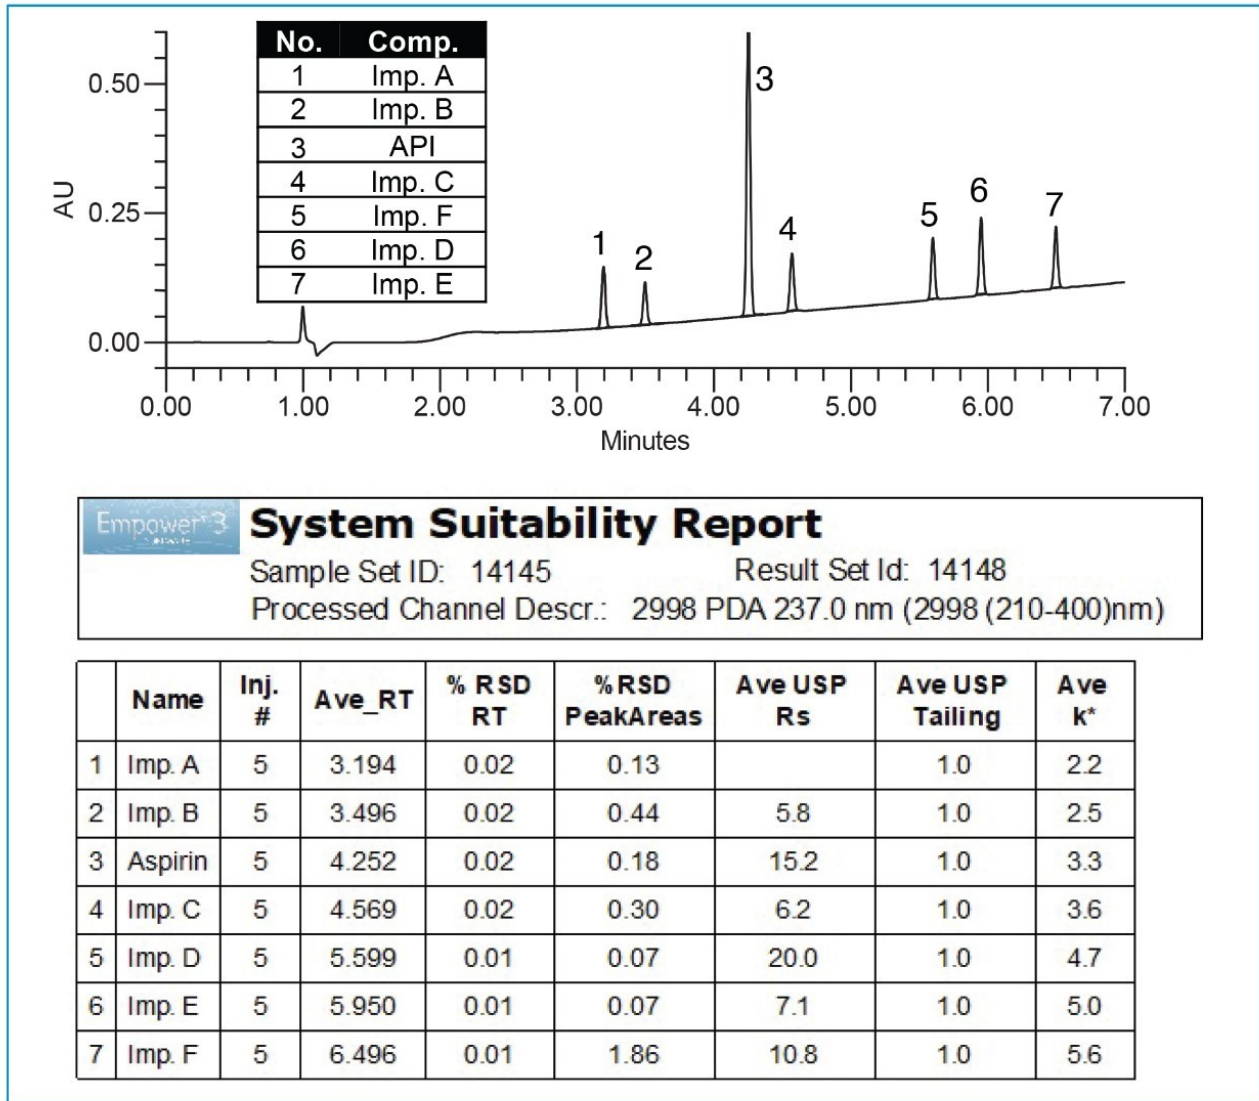 No. Comp.
1 Imp. A
2 Imp. B
3 API
4 Imp. C
5 Imp. F
6 Imp. D
7 Imp. E
0.50
0.25
0.00
AU
1
2
3
4
5
6
7
0.00 1.00 2.00 3.00 4.00 5.00 6.00 7.00
Minutes
Empower 3
System Suitability Report
Sample Set ID: 14145 Result Set Id: 14148
Processed Channel Descr.: 2998 PDA 237.0 nm (2998 (210-400)nm)
Name Inj. # Ave_RT % RSD RT %RSD PeakAreas Ave USP Rs Ave USP Tailing Ave k*
1 Imp. A 5 3.194 0.02 0.13 1.0 2.2
2 Imp. B 5 3.496 0.02 0.44 5.8 1.0 2.5
3 Aspirin 5 4.252 0.02 0.18 15.2 1.0 3.3
4 Imp. C 5 4.569 0.02 0.30 6.2 1.0 3.6
5 Imp. D 5 5.599 0.01 0.07 20.0 1.0 4.7
6 Imp. E 5 5.950 0.01 0.07 7.1 1.0 5.0
7 Imp. F 5 6.496 0.01 1.86 10.8 1.0 5.6